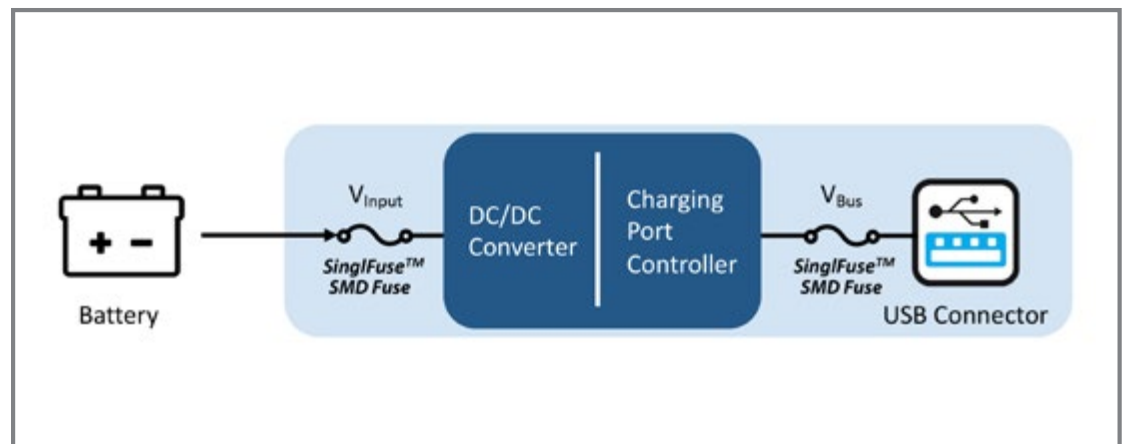 V_Input
SinglFuse™
SMD Fuse
DC/DC
Converter
Charging
Port
Controller
V_Bus
SinglFuse™
SMD Fuse
+ -
Battery
USB Connector